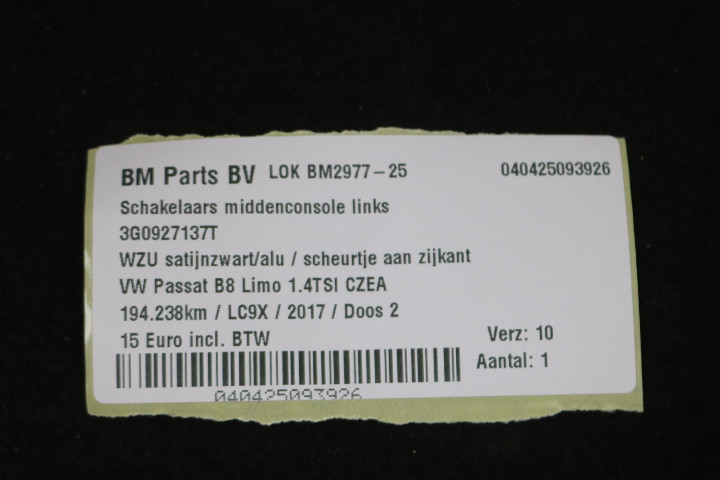 BM Parts BV LOK BM2977-25 040425093926
Schakelaars middenconsole links
3G0927137T
WZU satijnzwart/alu / scheurtje aan zijkant
VW Passat B8 Limo 1.4TSI CZEA
194.238km / LC9X / 2017 / Doos 2
15 Euro incl. BTW Verz: 10
Aantal: 1
040425093926